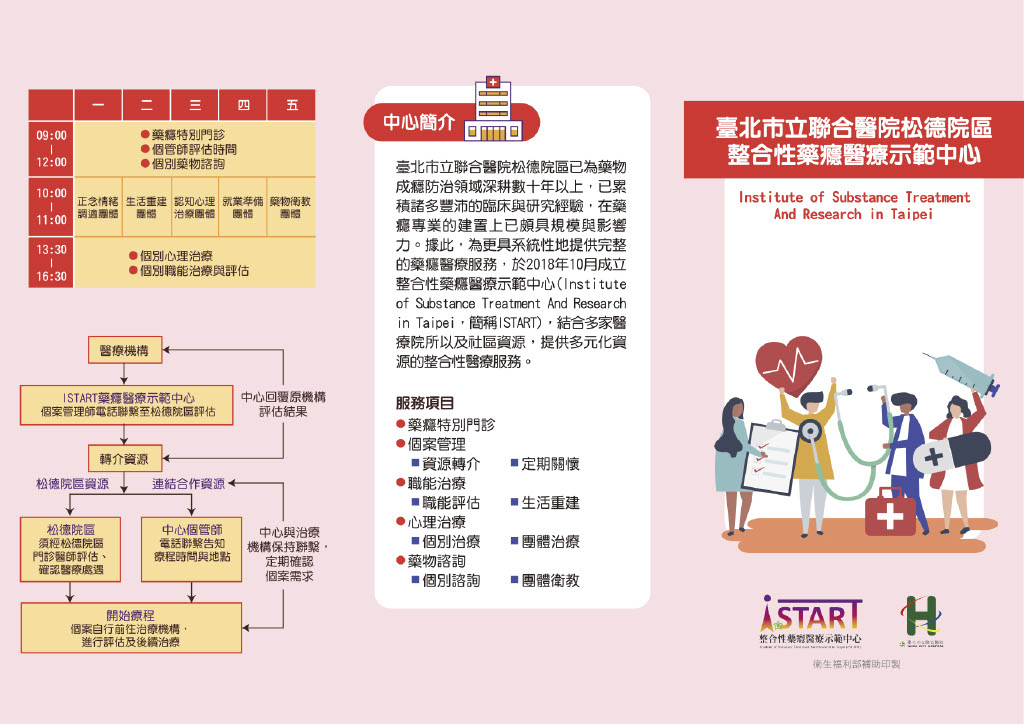 一 二 三 四 五
09:00
|
12:00
●藥癮特別門診
●個管師評估時間
●個別藥物諮詢
10:00
|
11:00
正念情緒 生活重建 認知心理 就業準備 藥物衛教
調適團體 團體 治療團體 團體 團體
13:30
|
16:30
●個別心理治療
●個別職能治療與評估
醫療機構
ISTART藥癮醫療示範中心
個案管理師電話聯繫至松德院區評估
中心回覆原機構
評估結果
轉介資源
松德院區資源 連結合作資源
松德院區
須經松德院區
門診醫師評估、
確認醫療處遇
中心個管師
電話聯繫告知
療程時間與地點
中心與治療
機構保持聯繫,
定期確認
個案需求
開始療程
個案自行前往治療機構,
進行評估及後續治療
中心簡介
臺北市立聯合醫院松德院區已為藥物
成癮防治領域深耕數十年以上,已累
積諸多豐沛的臨床與研究經驗,在藥
癮專業的建置上已頗具規模與影響
力。據此,為更具系統性地提供完整
的藥癮醫療服務,於2018年10月成立
整合性藥癮醫療示範中心(Institute
of Substance Treatment And Research
in Taipei,簡稱ISTART),結合多家醫
療院所以及社區資源,提供多元化資
源的整合性醫療服務。
服務項目
●藥癮特別門診
●個案管理
■資源轉介 ■定期關懷
●職能治療
■職能評估 ■生活重建
●心理治療
■個別治療 ■團體治療
●藥物諮詢
■個別諮詢 ■團體衛教
臺北市立聯合醫院松德院區
整合性藥癮醫療示範中心
Institute of Substance Treatment
And Research in Taipei
iSTART
整合性藥癮醫療示範中心
衛生福利部補助印製